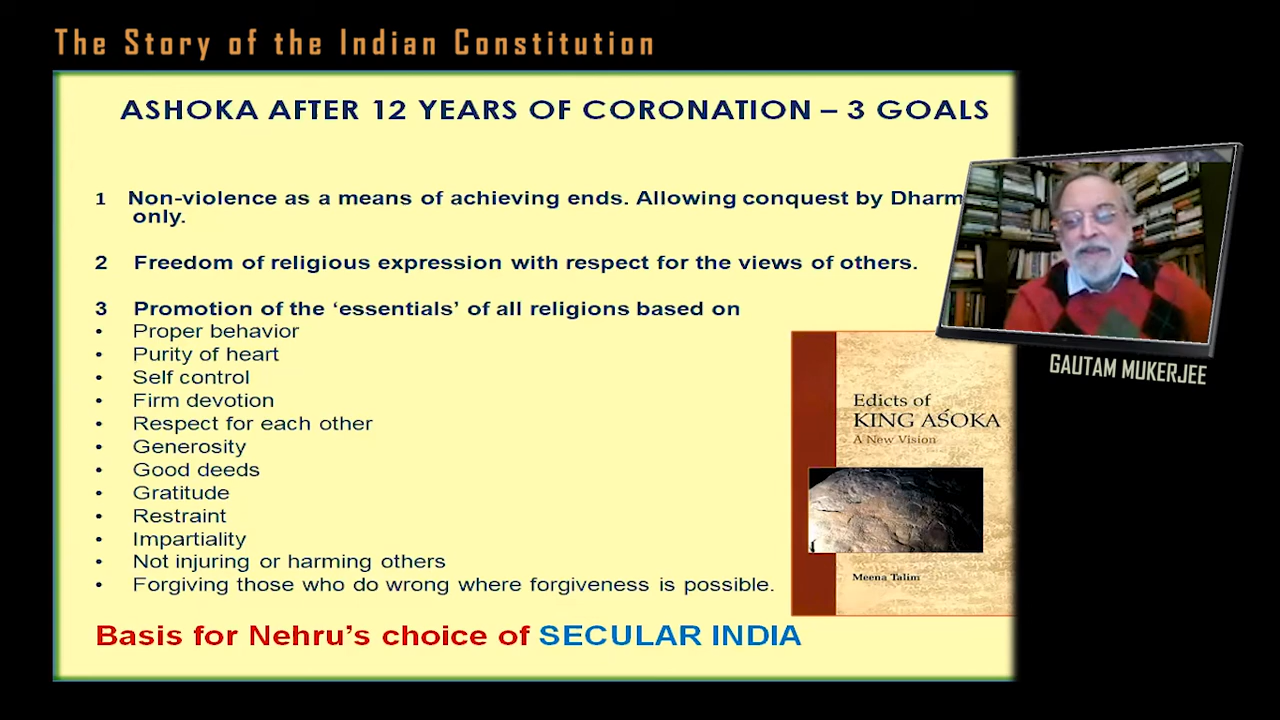 The Story of the Indian Constitution
ASHOKA AFTER 12 YEARS OF CORONATION – 3 GOALS
1 Non-violence as a means of achieving ends. Allowing conquest by Dharm
only.
2 Freedom of religious expression with respect for the views of others.
3 Promotion of the ‘essentials’ of all religions based on
• Proper behavior
• Purity of heart
• Self control
• Firm devotion
• Respect for each other
• Generosity
• Good deeds
• Gratitude
• Restraint
• Impartiality
• Not injuring or harming others
• Forgiving those who do wrong where forgiveness is possible.
Basis for Nehru’s choice of SECULAR INDIA
Edicts of
KING AŚOKA
A New Vision
Meena Talim
GAUTAM MUKERJEE